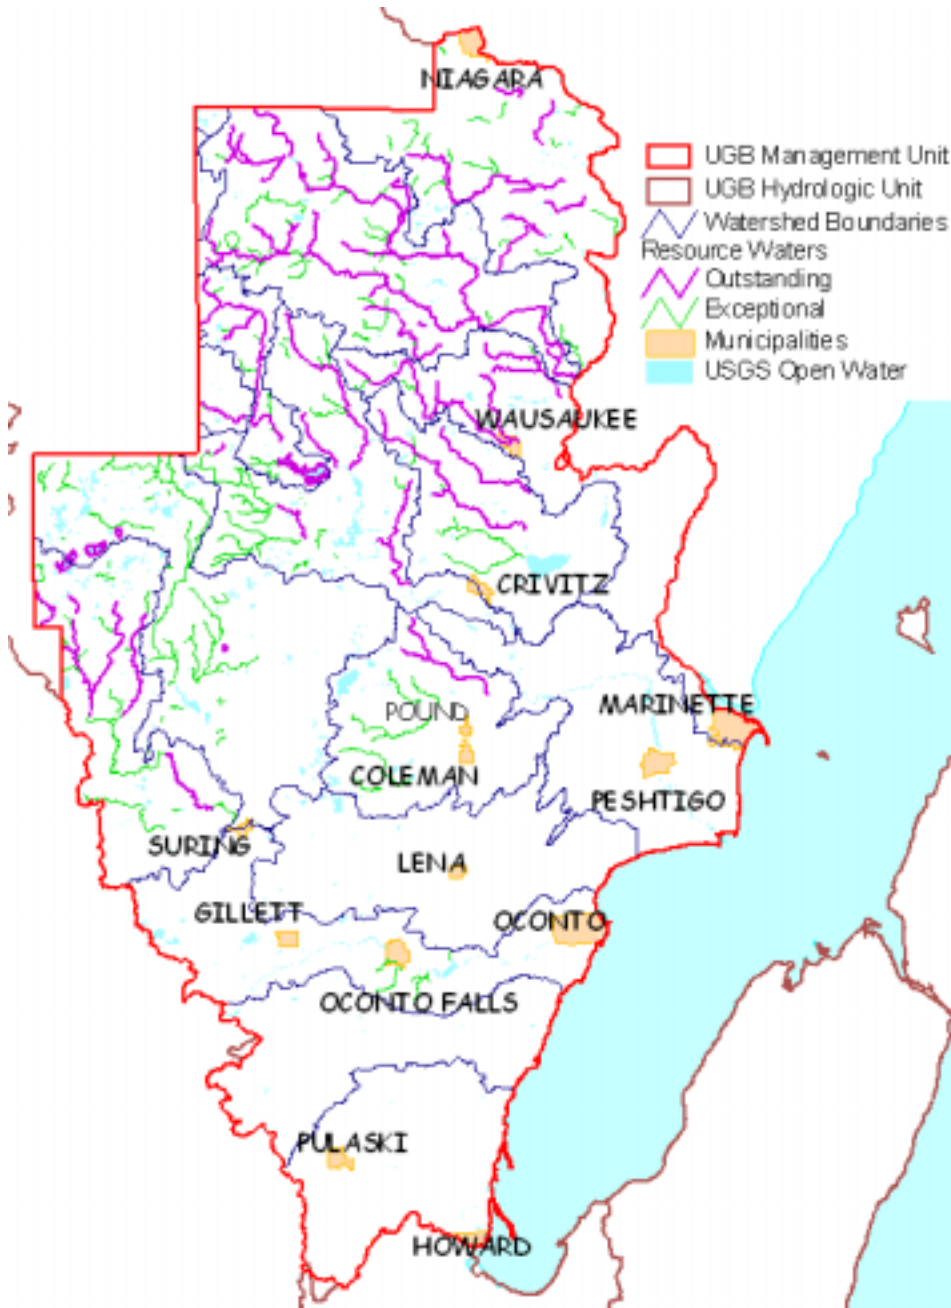 NIAGARA
UGB Management Unit
UGB Hydrologic Unit
Watershed Boundaries
Resource Waters
Outstanding
Exceptional
Municipalities
USGS Open Water
WAUSAUKEE
CRIVITZ
MARINETTE
POUND
COLEMAN
PESHTIGO
SURING
LENA
GILLETT
OCONTO
OCONTO FALLS
PULASKI
HOWARD